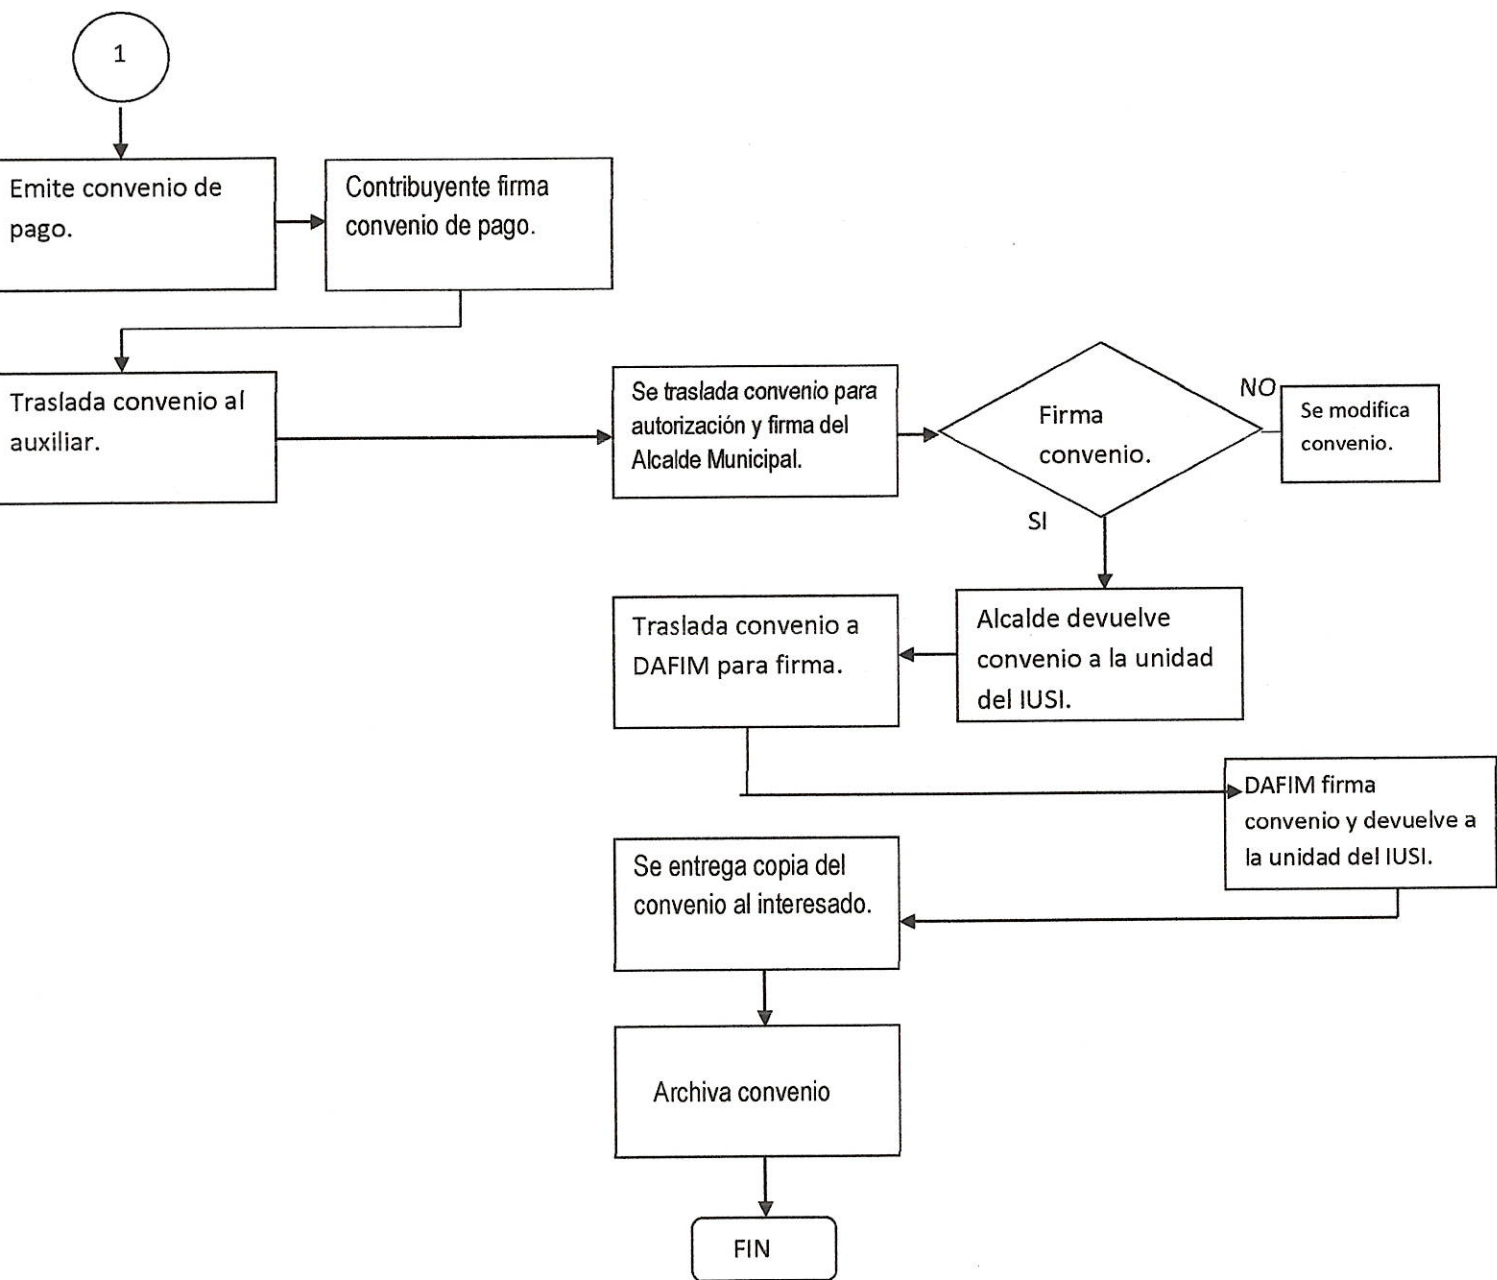 1
Emite convenio de
pago.
Contribuyente firma
convenio de pago.
Traslada convenio al
auxiliar.
Se traslada convenio para
autorización y firma del
Alcalde Municipal.
Firma
convenio.
NO
Se modifica
convenio.
SI
Alcalde devuelve
convenio a la unidad
del IUSI.
Traslada convenio a
DAFIM para firma.
DAFIM firma
convenio y devuelve a
la unidad del IUSI.
Se entrega copia del
convenio al interesado.
Archiva convenio
FIN